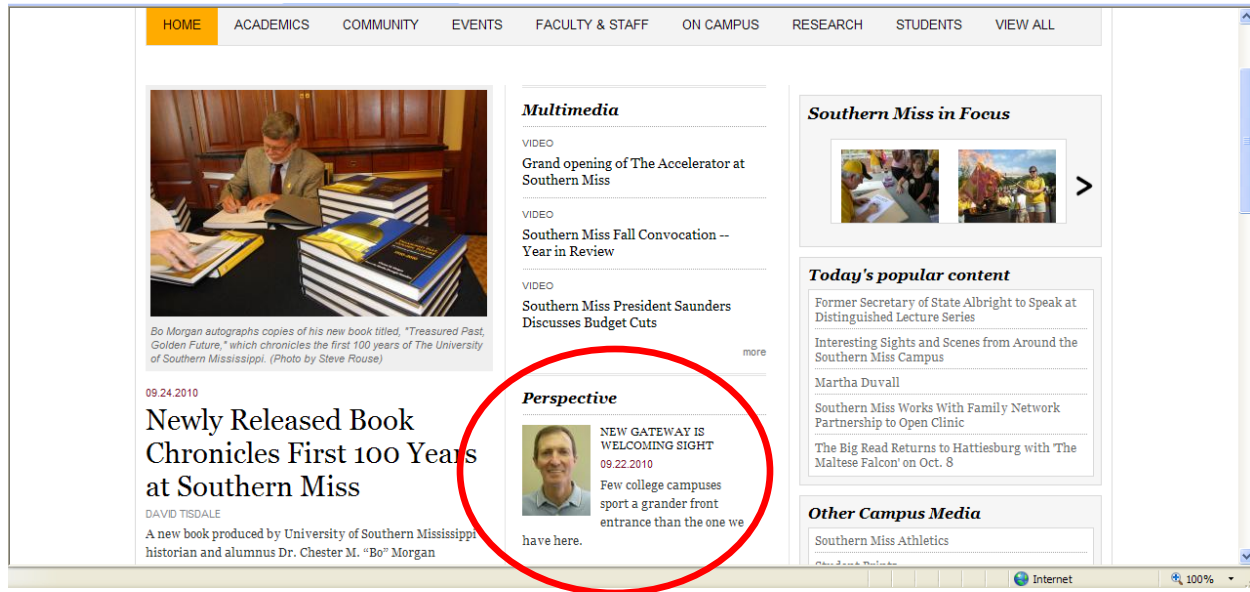 HOME ACADEMICS COMMUNITY EVENTS FACULTY & STAFF ON CAMPUS RESEARCH STUDENTS VIEW ALL
Bo Morgan autographs copies of his new book titled, "Treasured Past,
Golden Future," which chronicles the first 100 years of The University
of Southern Mississippi. (Photo by Steve Rouse)
09.24.2010
Newly Released Book
Chronicles First 100 Years
at Southern Miss
DAVID TISDALE
A new book produced by University of Southern Mississippi
historian and alumnus Dr. Chester M. “Bo” Morgan
Multimedia
VIDEO
Grand opening of The Accelerator at
Southern Miss
VIDEO
Southern Miss Fall Convocation --
Year in Review
VIDEO
Southern Miss President Saunders
Discusses Budget Cuts
more
Perspective
NEW GATEWAY IS
WELCOMING SIGHT
09.22.2010
Few college campuses
sport a grander front
entrance than the one we
have here.
Southern Miss in Focus
>
Today's popular content
Former Secretary of State Albright to Speak at
Distinguished Lecture Series
Interesting Sights and Scenes from Around the
Southern Miss Campus
Martha Duvall
Southern Miss Works With Family Network
Partnership to Open Clinic
The Big Read Returns to Hattiesburg with 'The
Maltese Falcon' on Oct. 8
Other Campus Media
Southern Miss Athletics
Student Printz
Internet
100%